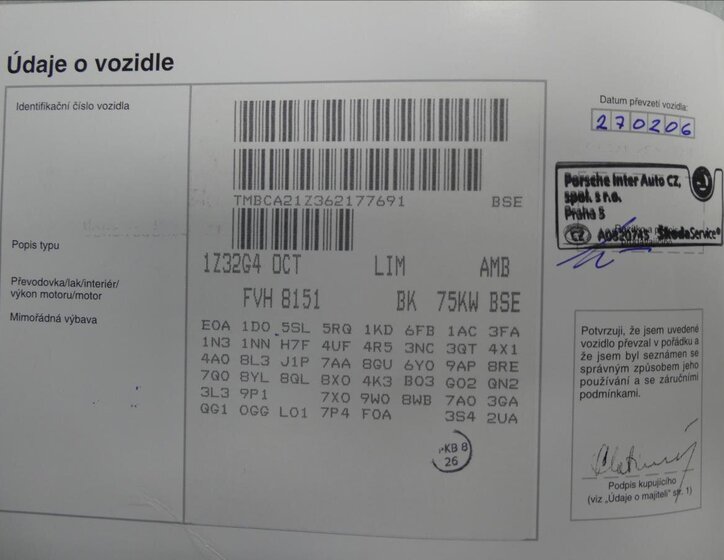 Údaje o vozidle
Identifikační číslo vozidla
Datum převzetí vozidla:
270206
TMBCA21Z362177691 BSE
Porsche Inter Auto CZ,
spol. s r.o.
Praha 5
CZ A0820745 ŠkodaService®
Popis typu
1Z32G4 DCT LIM AMB
Převodovka/lak/interiér/
výkon motoru/motor
FVH 8151 BK 75KW BSE
Mimořádná výbava
E0A 1D0 5SL 5RQ 1KD 6FB 1AC 3FA
1N3 1NN H7F 4UF 4R5 3NC 3QT 4X1
4A0 8L3 J1P 7AA 8GU 6Y0 9AP 8RE
7Q0 8YL 8QL 8X0 4K3 B03 G02 QN2
3L3 9P1 7X0 9W0 8WB 7A0 3GA
QG1 0GG L01 7P4 F0A 3S4 2UA
KB 8
26
Potvrzuji, že jsem uvedené
vozidlo převzal v pořádku a
že jsem byl seznámen se
správným způsobem jeho
používání a se záručními
podmínkami.
Podpis kupujícího
(viz „Údaje o majiteli“ str. 1)